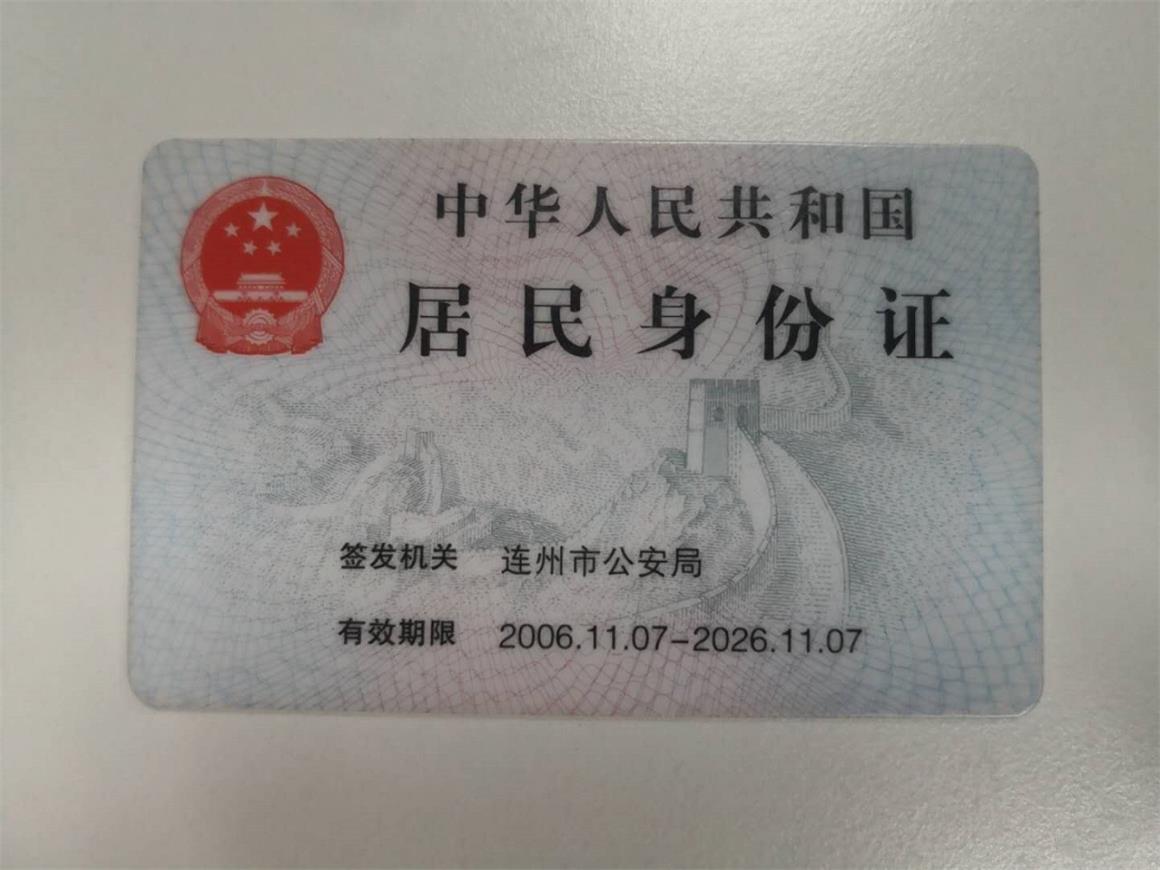 中华人民共和国
居民身份证
签发机关 连州市公安局
有效期限 2006.11.07-2026.11.07